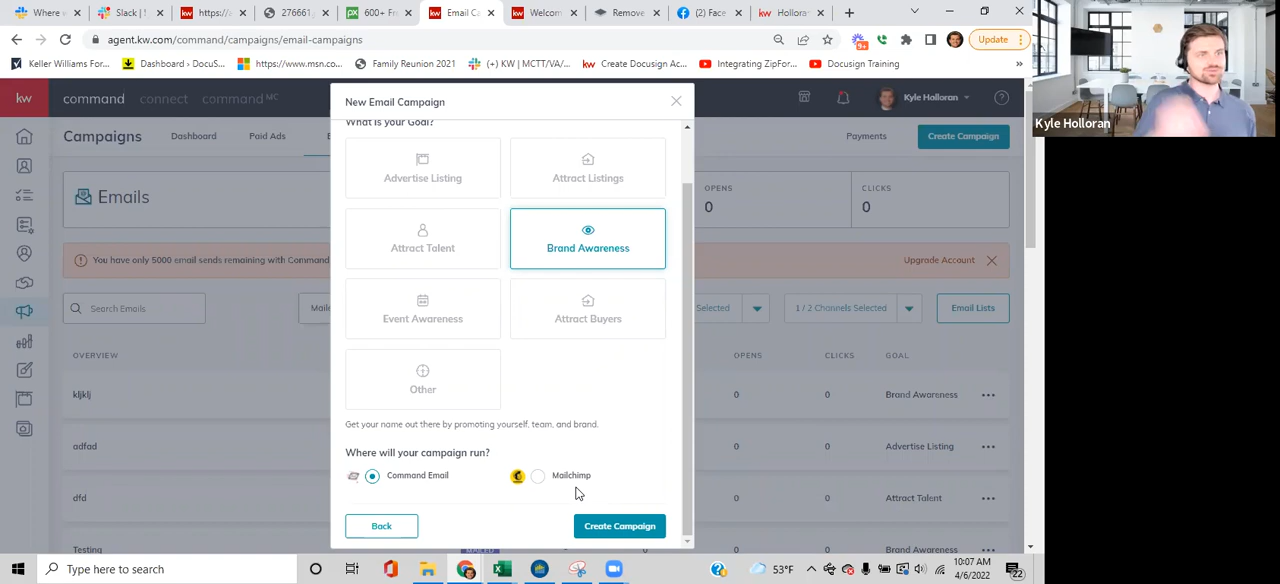 Where w
Slack | 5
https://
276661
600+ Fr
Email Ca
Welcom
Remove
(2) Face
Hollora
agent.kw.com/command/campaigns/email-campaigns
9+
Update
Keller Williams For...
Dashboard › DocuS...
https://www.msn.co...
Family Reunion 2021
(+) KW | MCTT/VA/...
Create Docusign Ac...
Integrating ZipFor...
Docusign Training
»
kw
command
connect
command MC
Kyle Holloran
Campaigns
Dashboard
Paid Ads
E
Payments
Create Campaign
Emails
OPENS
0
CLICKS
0
You have only 5000 email sends remaining with Command
Upgrade Account
Search Emails
Maile
Selected
1 / 2 Channels Selected
Email Lists
OVERVIEW
OPENS
CLICKS
GOAL
kljklj
0
0
Brand Awareness
adfad
0
0
Advertise Listing
dfd
0
0
Attract Talent
Testing
MAILED
0
0
Brand Awareness
New Email Campaign
What is your Goal?
Advertise Listing
Attract Listings
Attract Talent
Brand Awareness
Event Awareness
Attract Buyers
Other
Get your name out there by promoting yourself, team, and brand.
Where will your campaign run?
Command Email
Mailchimp
Back
Create Campaign
Kyle Holloran
Type here to search
53°F
10:07 AM
4/6/2022
22